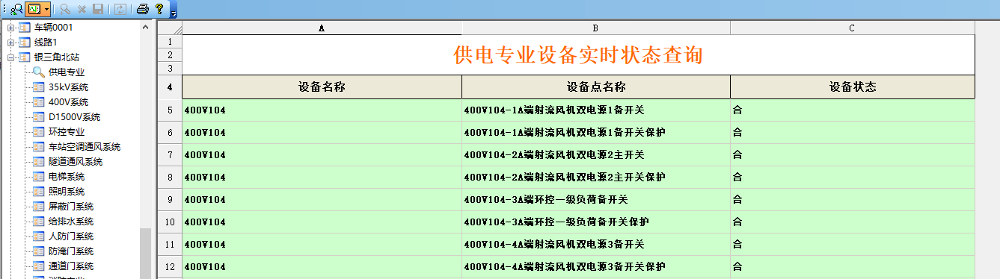 车辆0001
线路1
银三角北站
供电专业
35kV系统
400V系统
D1500V系统
环控专业
车站空调通风系统
隧道通风系统
电梯系统
照明系统
屏蔽门系统
给排水系统
人防门系统
防淹门系统
通道门系统
A B C
1
2
3
供电专业设备实时状态查询
4 设备名称 设备点名称 设备状态
5 400V104 400V104-1A端射流风机双电源1备开关 合
6 400V104 400V104-1A端射流风机双电源1备开关保护 合
7 400V104 400V104-2A端射流风机双电源2主开关 合
8 400V104 400V104-2A端射流风机双电源2主开关保护 合
9 400V104 400V104-3A端环控一级负荷备开关 合
10 400V104 400V104-3A端环控一级负荷备开关保护 合
11 400V104 400V104-4A端射流风机双电源3备开关 合
12 400V104 400V104-4A端射流风机双电源3备开关保护 合